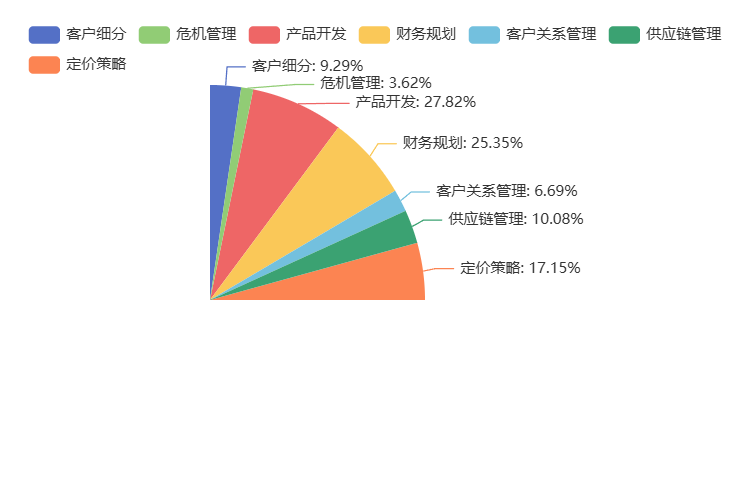 客户细分 危机管理 产品开发 财务规划 客户关系管理 供应链管理
定价策略
客户细分: 9.29%
危机管理: 3.62%
产品开发: 27.82%
财务规划: 25.35%
客户关系管理: 6.69%
供应链管理: 10.08%
定价策略: 17.15%